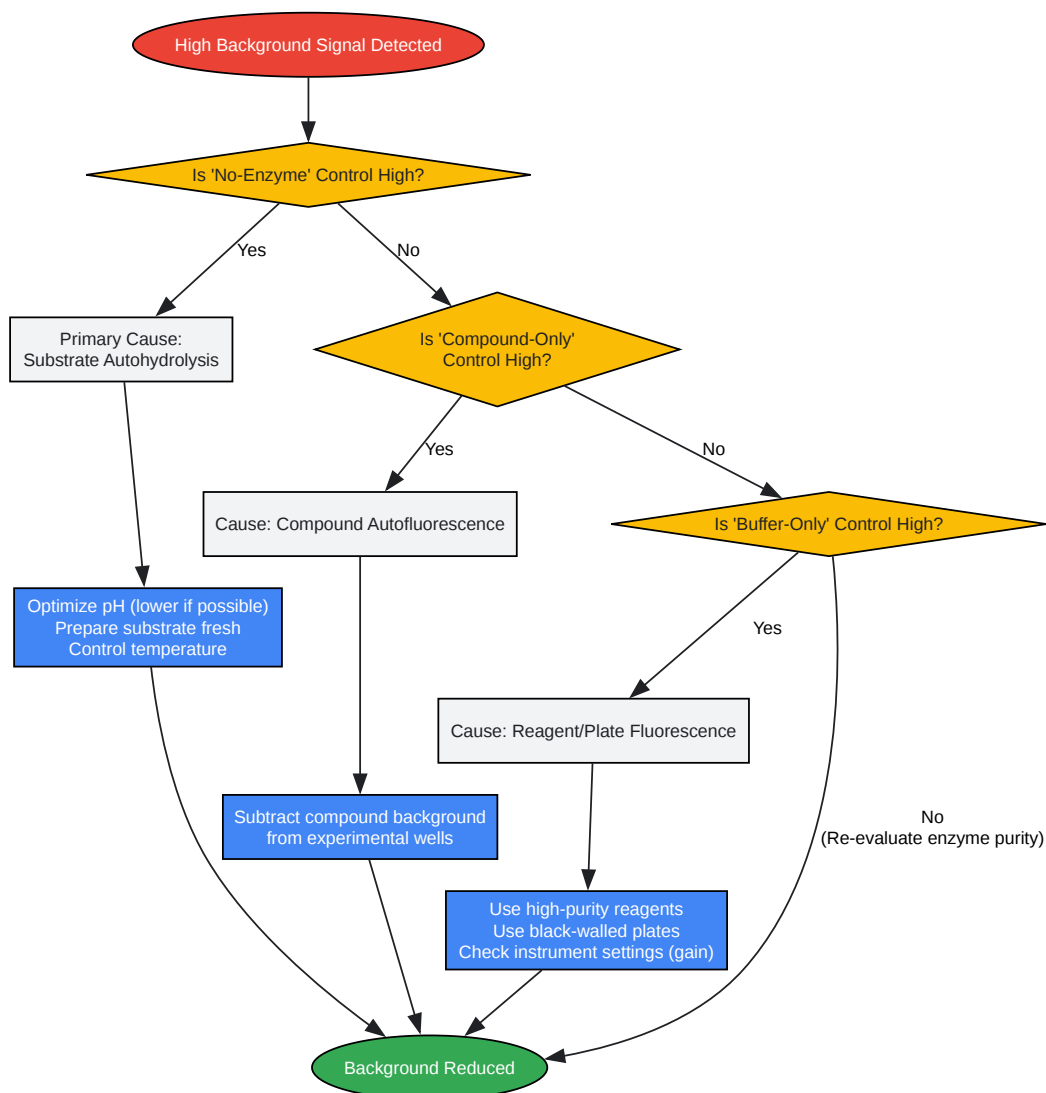 High Background Signal Detected
Is 'No-Enzyme' Control High?
Yes
No
Primary Cause:
Substrate Autohydrolysis
Is 'Compound-Only'
Control High?
Yes
No
Cause: Compound Autofluorescence
Is 'Buffer-Only' Control High?
Optimize pH (lower if possible)
Prepare substrate fresh
Control temperature
Yes
Cause: Reagent/Plate Fluorescence
Subtract compound background
from experimental wells
No
(Re-evaluate enzyme purity)
Use high-purity reagents
Use black-walled plates
Check instrument settings (gain)
Background Reduced